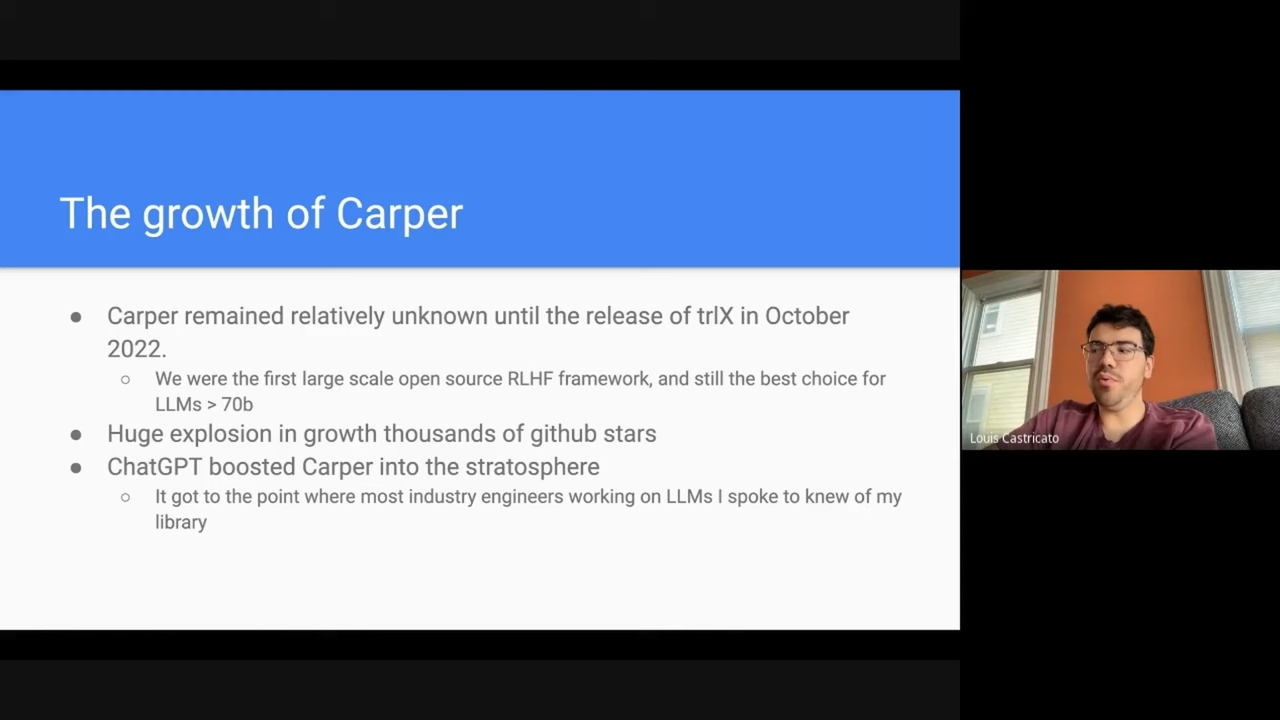 The growth of Carper
● Carper remained relatively unknown until the release of trlX in October
2022.
○ We were the first large scale open source RLHF framework, and still the best choice for
LLMs > 70b
● Huge explosion in growth thousands of github stars
● ChatGPT boosted Carper into the stratosphere
○ It got to the point where most industry engineers working on LLMs I spoke to knew of my
library
Louis Castricato